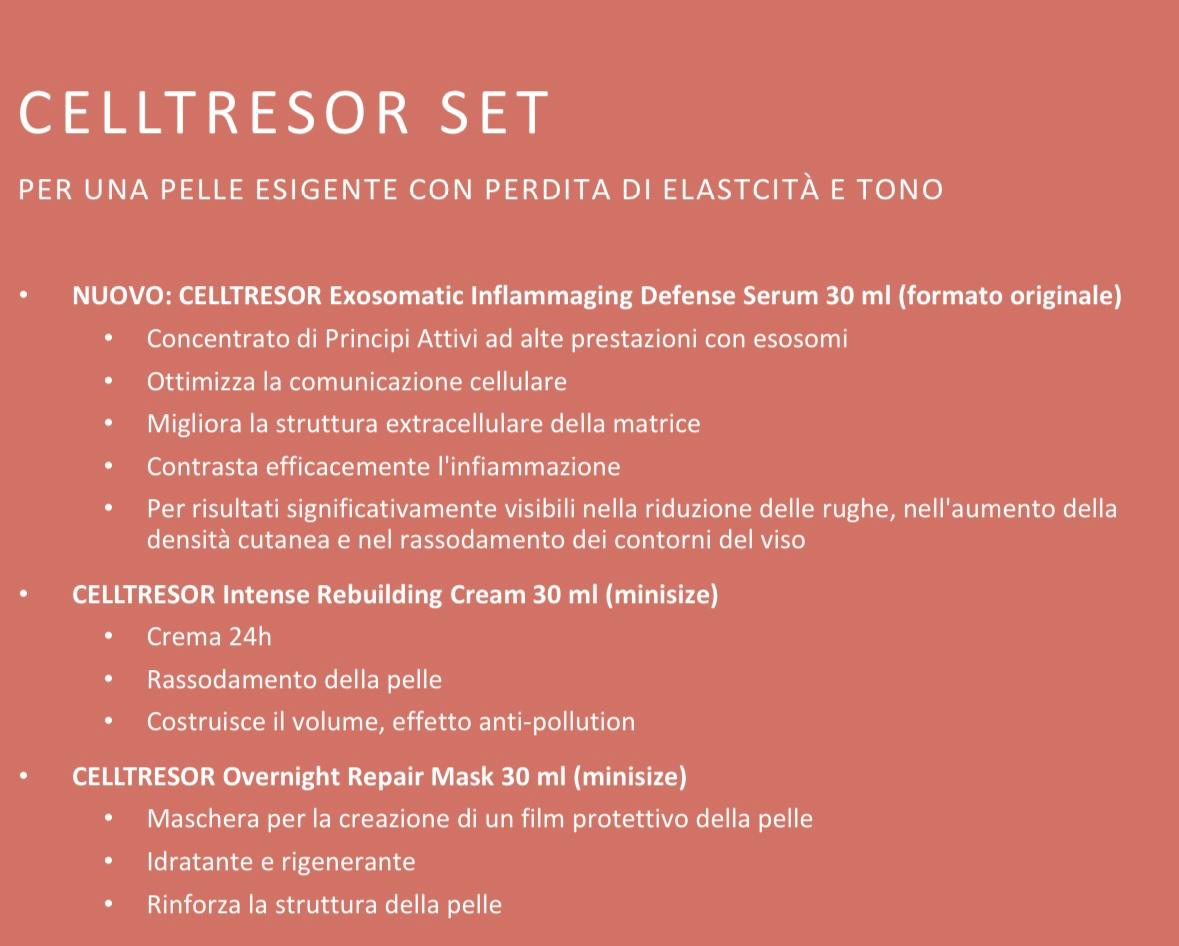 CELLTRESOR SET
PER UNA PELLE ESIGENTE CON PERDITA DI ELASTCITÀ E TONO
• NUOVO: CELLTRESOR Exosomatic Inflammaging Defense Serum 30 ml (formato originale)
• Concentrato di Principi Attivi ad alte prestazioni con esosomi
• Ottimizza la comunicazione cellulare
• Migliora la struttura extracellulare della matrice
• Contrasta efficacemente l'infiammazione
• Per risultati significativamente visibili nella riduzione delle rughe, nell'aumento della
densità cutanea e nel rassodamento dei contorni del viso
• CELLTRESOR Intense Rebuilding Cream 30 ml (minisize)
• Crema 24h
• Rassodamento della pelle
• Costruisce il volume, effetto anti-pollution
• CELLTRESOR Overnight Repair Mask 30 ml (minisize)
• Maschera per la creazione di un film protettivo della pelle
• Idratante e rigenerante
• Rinforza la struttura della pelle